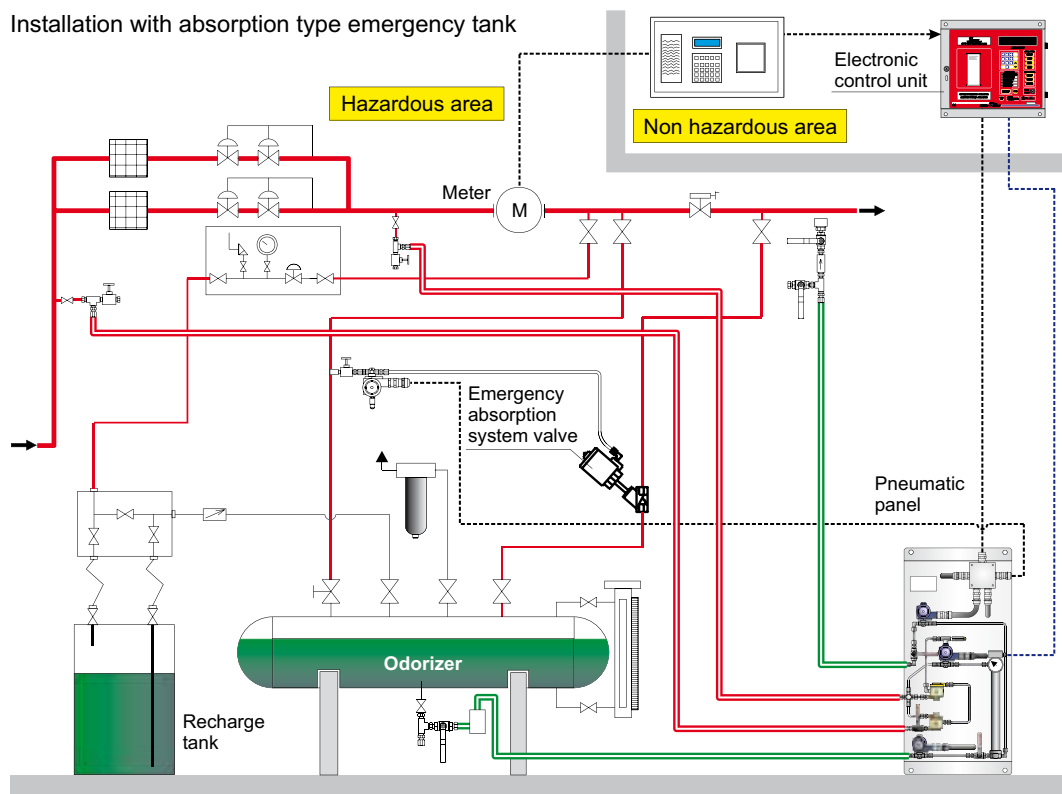 Installation with absorption type emergency tank
Electronic
control unit
Hazardous area
Non hazardous area
Meter
M
Emergency
absorption
system valve
Pneumatic
panel
Odorizer
Recharge
tank